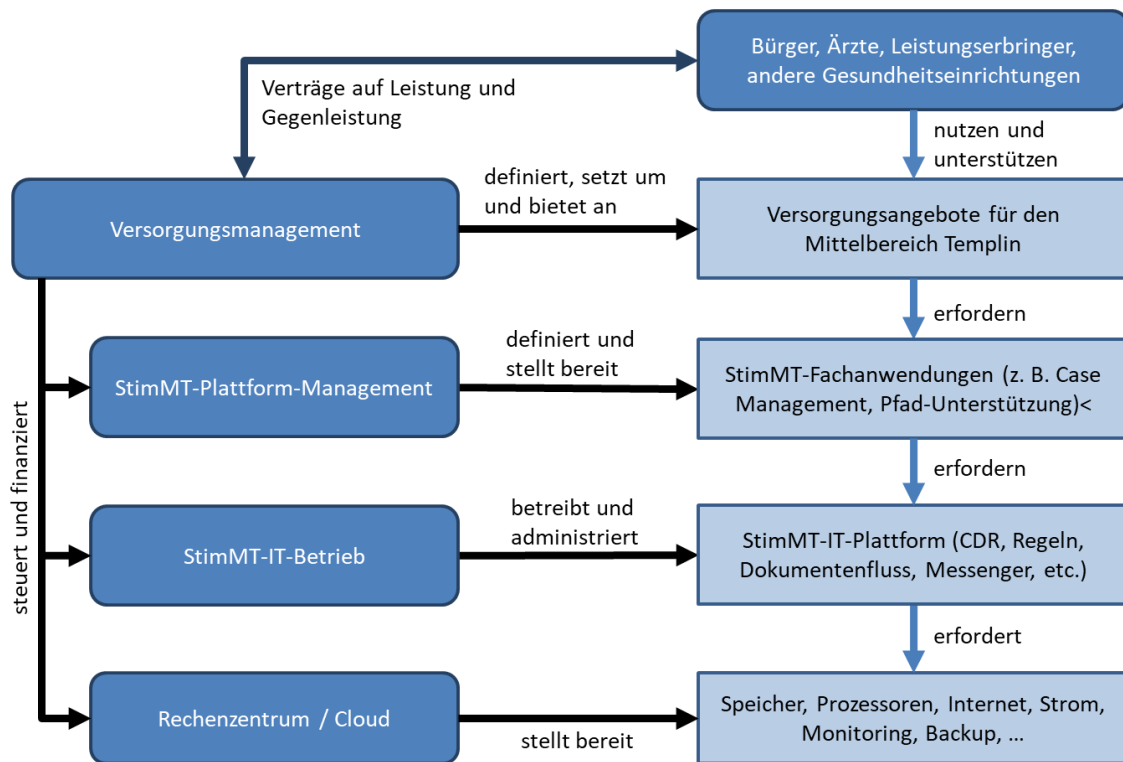 Bürger, Ärzte, Leistungserbringer,
andere Gesundheitseinrichtungen
Verträge auf Leistung und
Gegenleistung
nutzen und
unterstützen
Versorgungsmanagement
definiert, setzt um
und bietet an
Versorgungsangebote für den
Mittelbereich Templin
erfordern
steuert und finanziert
StimMT-Plattform-Management
definiert und
stellt bereit
StimMT-Fachanwendungen (z. B. Case
Management, Pfad-Unterstützung)<
erfordern
StimMT-IT-Betrieb
betreibt und
administriert
StimMT-IT-Plattform (CDR, Regeln,
Dokumentenfluss, Messenger, etc.)
erfordert
Rechenzentrum / Cloud
stellt bereit
Speicher, Prozessoren, Internet, Strom,
Monitoring, Backup, ...